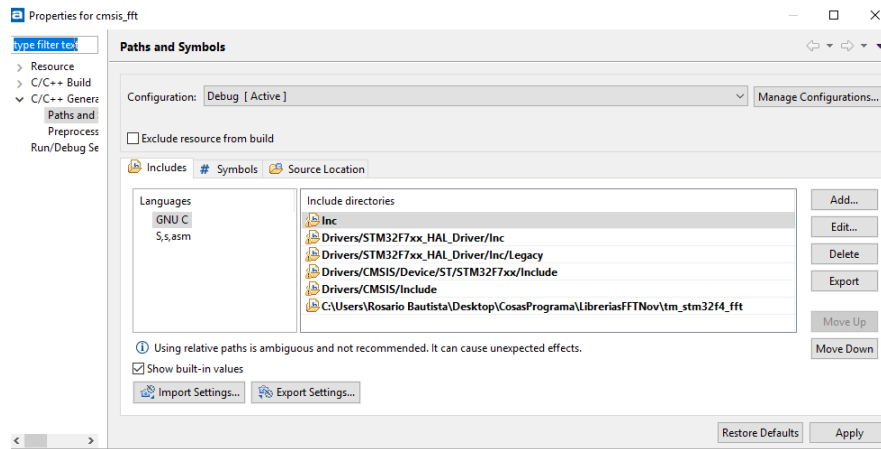 Properties for cmsis_fft
type filter text
Paths and Symbols
Resource
C/C++ Build
C/C++ Genera
Paths and
Preprocess
Run/Debug Se
Configuration: Debug [ Active ]
Manage Configurations...
Exclude resource from build
Includes # Symbols Source Location
Languages
GNU C
S,s,asm
Include directories
Inc
Drivers/STM32F7xx_HAL_Driver/Inc
Drivers/STM32F7xx_HAL_Driver/Inc/Legacy
Drivers/CMSIS/Device/ST/STM32F7xx/Include
Drivers/CMSIS/Include
C:\Users\Rosario Bautista\Desktop\CosasPrograma\LibreriasFFTNov\tm_stm32f4_fft
Add...
Edit...
Delete
Export
Move Up
Move Down
Using relative paths is ambiguous and not recommended. It can cause unexpected effects.
Show built-in values
Import Settings... Export Settings...
Restore Defaults Apply